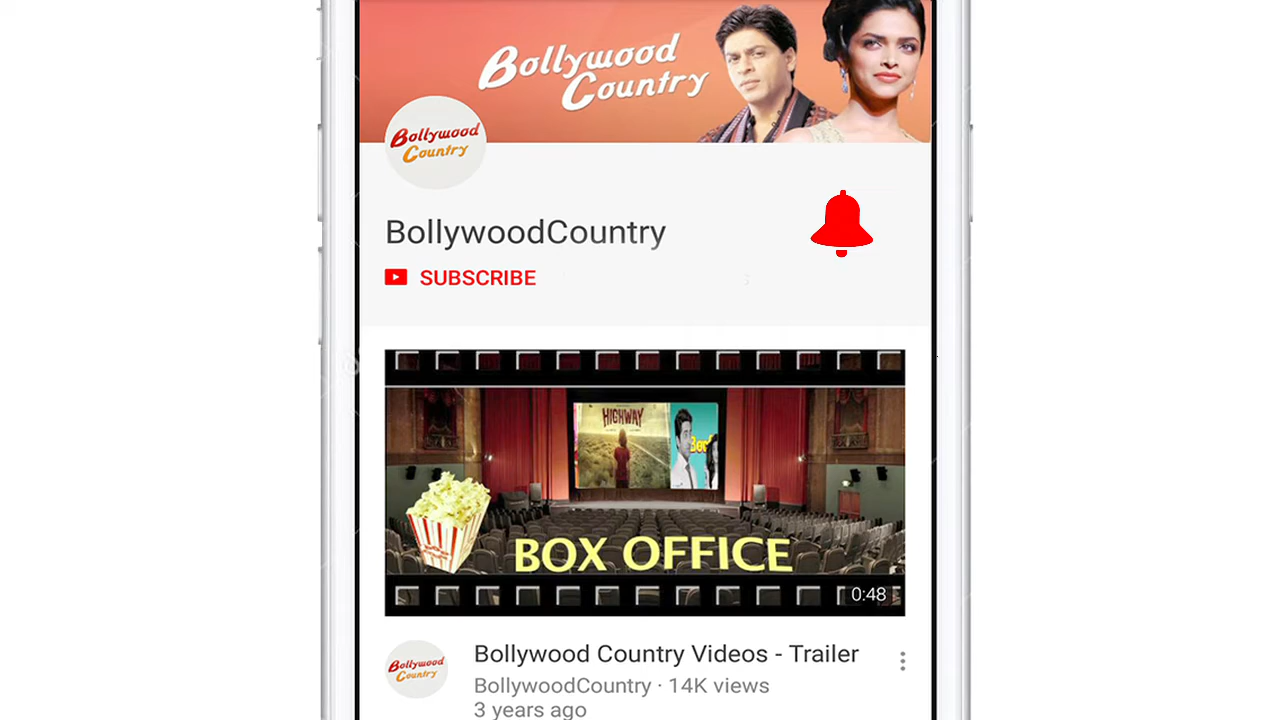 Bollywood
Country
Bollywood
Country
BollywoodCountry
SUBSCRIBE
HIGHWAY
BOX OFFICE
0:48
Bollywood
Country
Bollywood Country Videos - Trailer
BollywoodCountry · 14K views
3 years ago